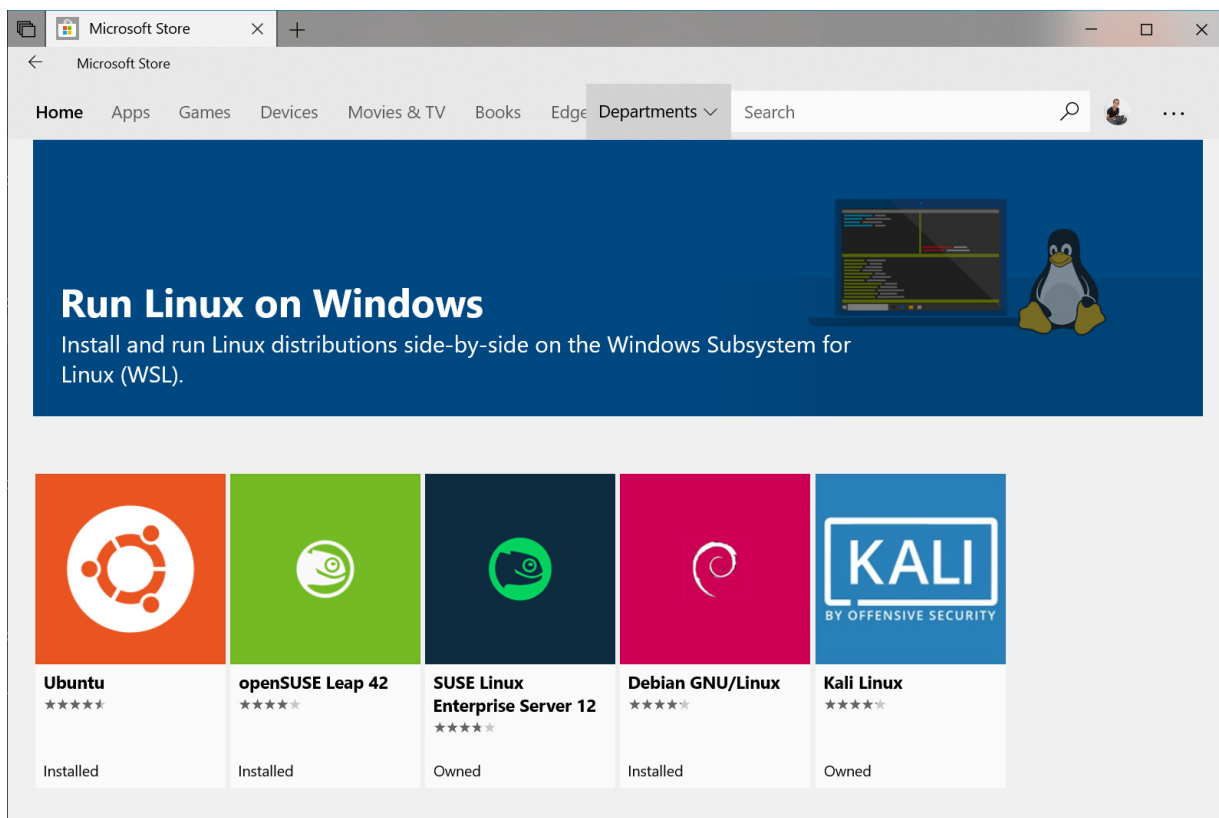 Microsoft Store
Microsoft Store
Home Apps Games Devices Movies & TV Books Edge Departments Search
Run Linux on Windows
Install and run Linux distributions side-by-side on the Windows Subsystem for
Linux (WSL).
KALI
BY OFFENSIVE SECURITY
Ubuntu
Installed
openSUSE Leap 42
Installed
SUSE Linux
Enterprise Server 12
Owned
Debian GNU/Linux
Installed
Kali Linux
Owned